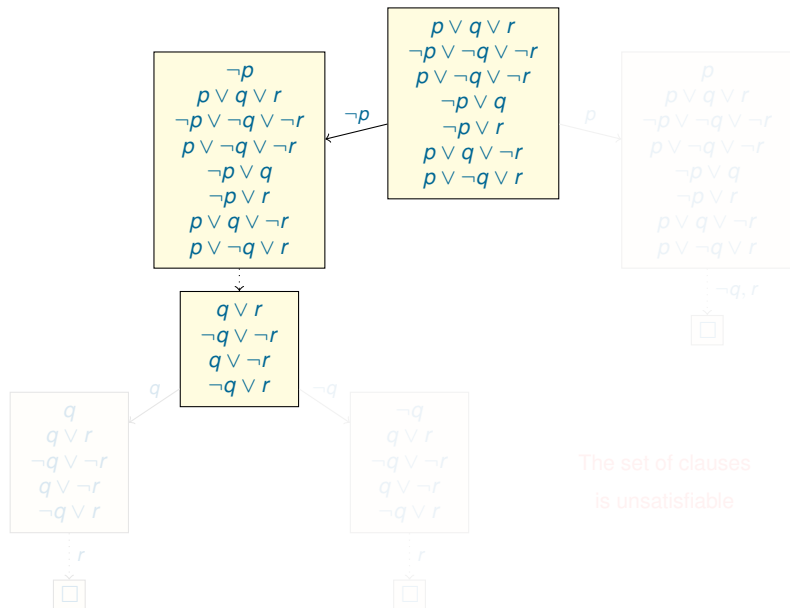 p ∨ q ∨ r
¬p ∨ ¬q ∨ ¬r
p ∨ ¬q ∨ ¬r
¬p ∨ q
¬p ∨ r
p ∨ q ∨ ¬r
p ∨ ¬q ∨ r
¬p
p
¬p
p ∨ q ∨ r
¬p ∨ ¬q ∨ ¬r
p ∨ ¬q ∨ ¬r
¬p ∨ q
¬p ∨ r
p ∨ q ∨ ¬r
p ∨ ¬q ∨ r
p
p ∨ q ∨ r
¬p ∨ ¬q ∨ ¬r
p ∨ ¬q ∨ ¬r
¬p ∨ q
¬p ∨ r
p ∨ q ∨ ¬r
p ∨ ¬q ∨ r
¬q, r
□
q ∨ r
¬q ∨ ¬r
q ∨ ¬r
¬q ∨ r
q
¬q
q
q ∨ r
¬q ∨ ¬r
q ∨ ¬r
¬q ∨ r
r
□
¬q
q ∨ r
¬q ∨ ¬r
q ∨ ¬r
¬q ∨ r
r
□
The set of clauses
is unsatisfiable